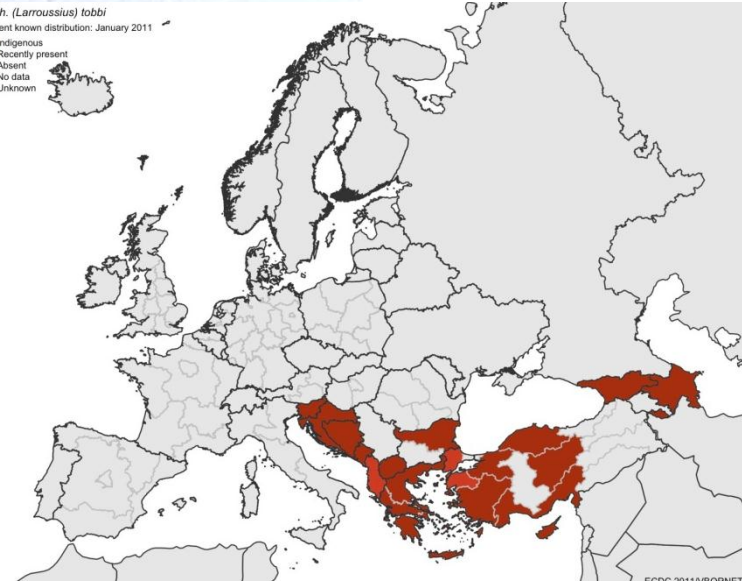 h. (Larroussius) tobbi
ent known distribution: January 2011
ndigenous
Recently present
Absent
No data
Unknown
ECDC 2011/VBORNET